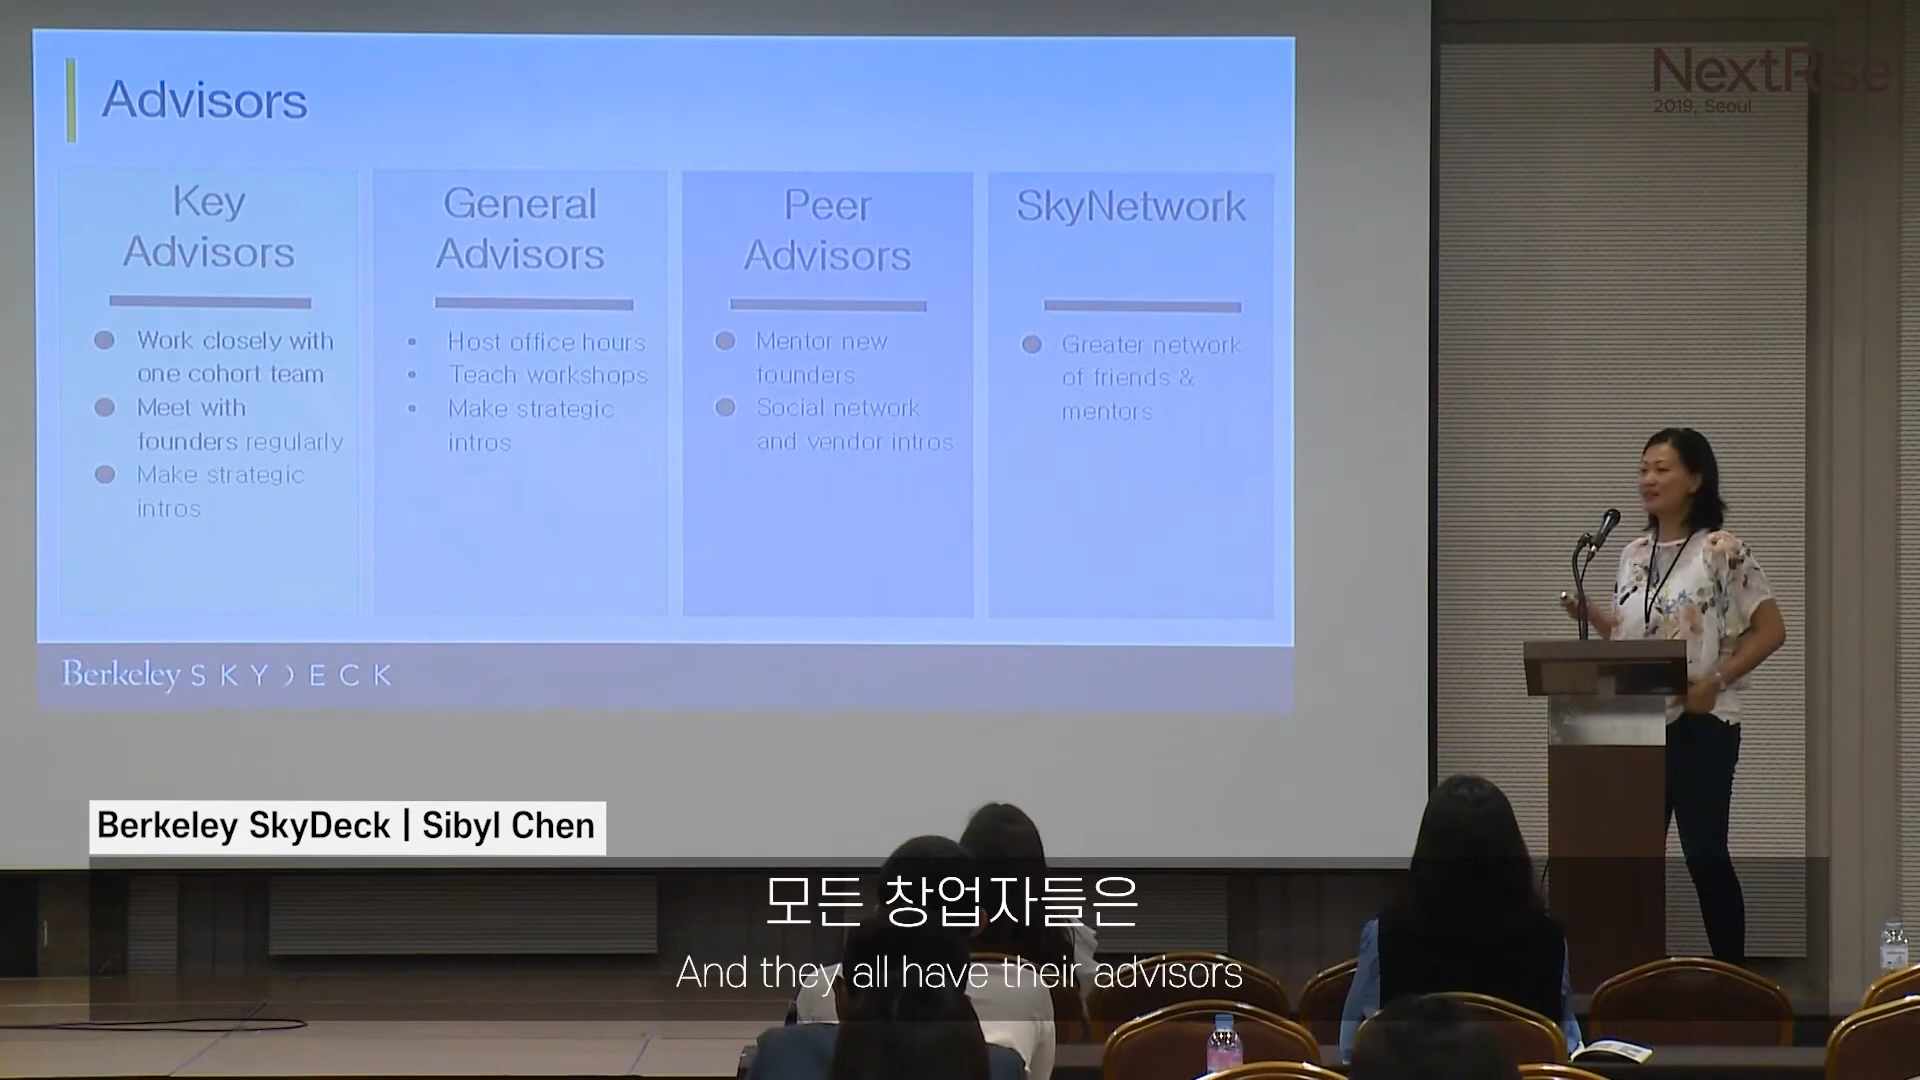 Advisors
Key
Advisors
Work closely with
one cohort team
Meet with
founders regularly
Make strategic
intros
General
Advisors
Host office hours
Teach workshops
Make strategic
intros
Peer
Advisors
Mentor new
founders
Social network
and vendor intros
SkyNetwork
Greater network
of friends &
mentors
Berkeley SKYDECK
NextRise
2019, Seoul
Berkeley SkyDeck | Sibyl Chen
모든 창업자들은
And they all have their advisors